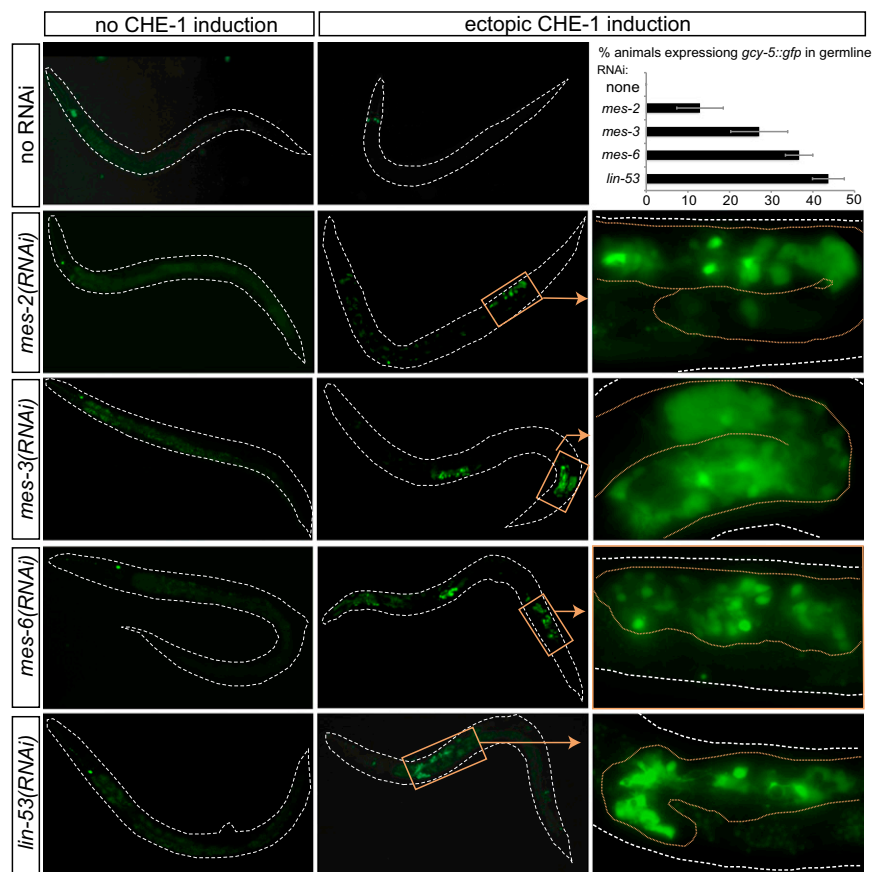 no CHE-1 induction
ectopic CHE-1 induction
no RNAi
% animals expressiong gcy-5::gfp in germline
RNAi:
none
mes-2
mes-3
mes-6
lin-53
0 10 20 30 40 50
mes-2(RNAi)
mes-3(RNAi)
mes-6(RNAi)
lin-53(RNAi)